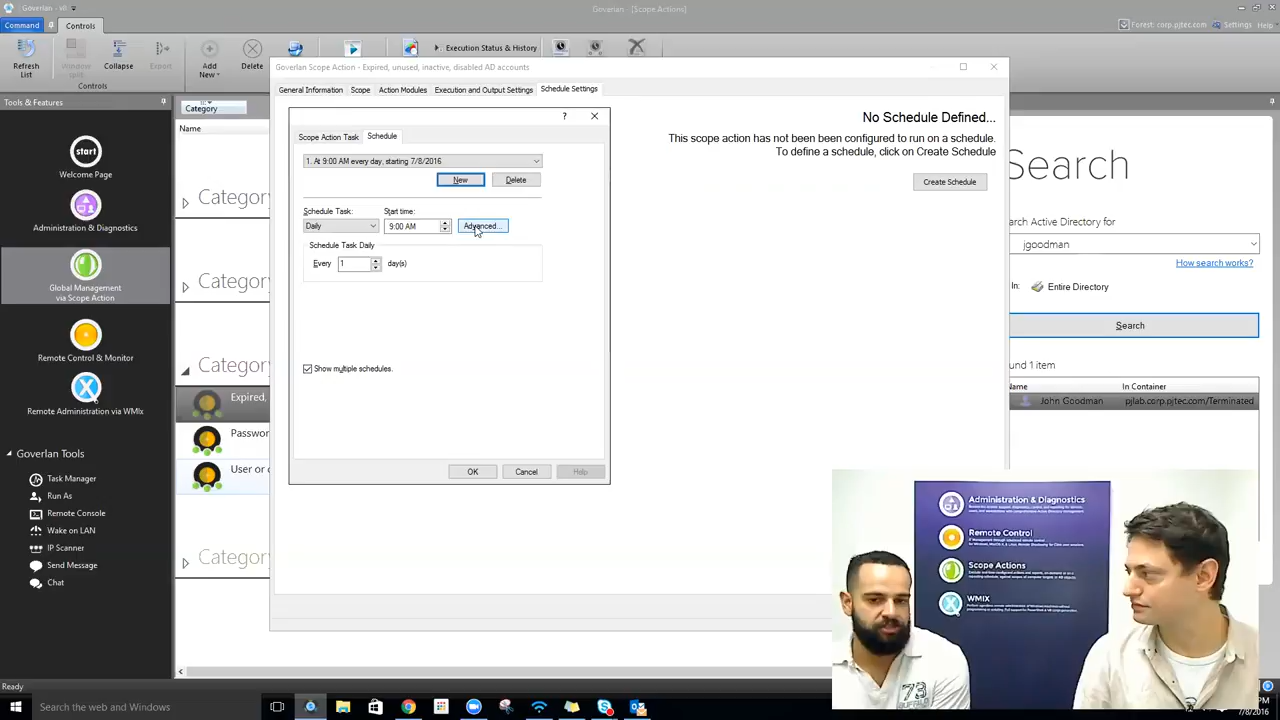 Goverlan - v8
Goverlan - [Scope Actions]
Command
Controls
Forest: corp.pjtec.com
Settings
Help
Refresh List
Window Split
Collapse
Export
Add New
Delete
Execution Status & History
Controls
Tools & Features
start
Welcome Page
Administration & Diagnostics
Global Management
via Scope Action
Remote Control & Monitor
Remote Administration via WMIx
Goverlan Tools
Task Manager
Run As
Remote Console
Wake on LAN
IP Scanner
Send Message
Chat
Ready
Category
Name
Category
Category
Category
Expired,
Passwor
User or c
Category
Goverlan Scope Action - Expired, unused, inactive, disabled AD accounts
General Information
Scope
Action Modules
Execution and Output Settings
Schedule Settings
No Schedule Defined...
This scope action has not been been configured to run on a schedule.
To define a schedule, click on Create Schedule
Create Schedule
?
Scope Action Task
Schedule
1. At 9:00 AM every day, starting 7/8/2016
New
Delete
Schedule Task:
Start time:
Daily
9:00 AM
Advanced...
Schedule Task Daily
Every
1
day(s)
Show multiple schedules.
OK
Cancel
Help
Search
earch Active Directory for
jgoodman
How search works?
In:
Entire Directory
Search
und 1 item
Name
In Container
John Goodman
pjlab.corp.pjtec.com/Terminated
Administration & Diagnostics
Remote Control
Scope Actions
WMIX
73
Search the web and Windows
PM
7/8/2016